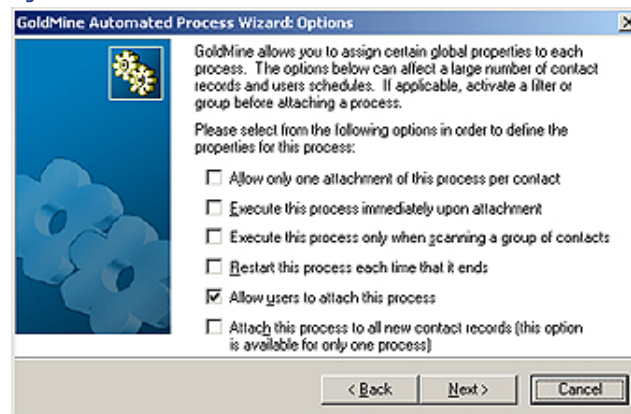 GoldMine Automated Process Wizard: Options
GoldMine allows you to assign certain global properties to each
process. The options below can affect a large number of contact
records and users schedules. If applicable, activate a filter or
group before attaching a process.
Please select from the following options in order to define the
properties for this process:
Allow only one attachment of this process per contact
Execute this process immediately upon attachment
Execute this process only when scanning a group of contacts
Restart this process each time that it ends
Allow users to attach this process
Attach this process to all new contact records (this option
is available for only one process)
< Back Next > Cancel